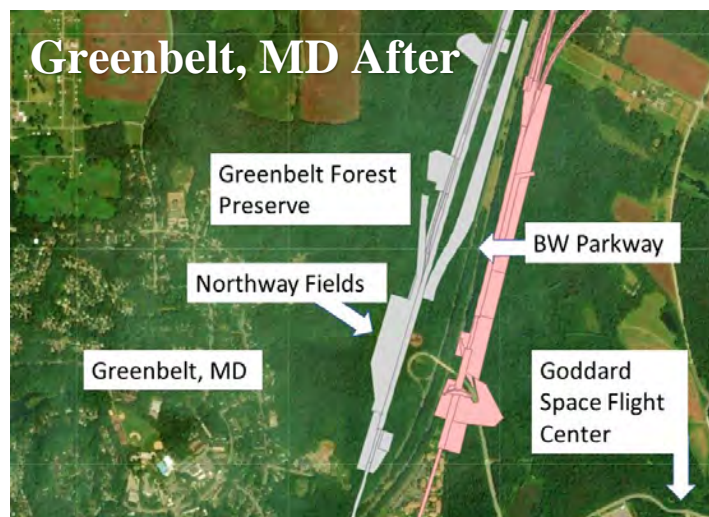 Greenbelt, MD After
Greenbelt Forest
Preserve
BW Parkway
Northway Fields
Greenbelt, MD
Goddard
Space Flight
Center